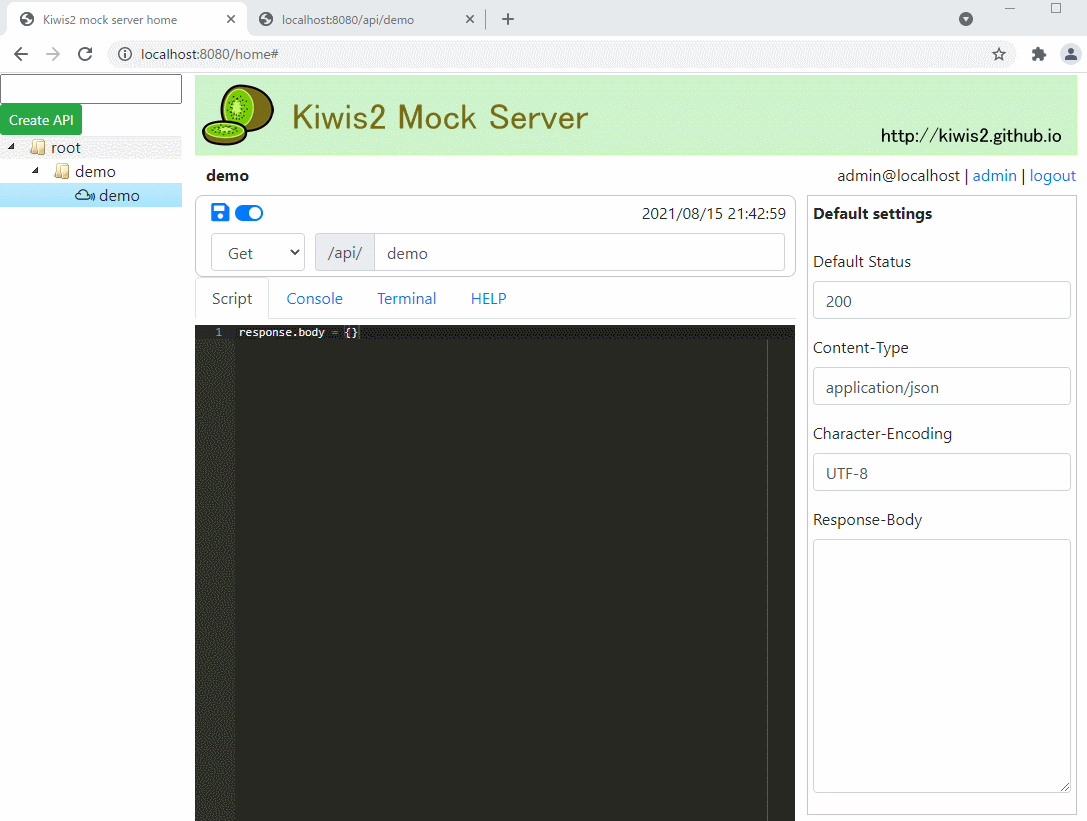 Kiwis2 mock server home
localhost:8080/api/demo
localhost:8080/home#
Create API
root
demo
demo
Kiwis2 Mock Server
http://kiwis2.github.io
demo
admin@localhost | admin | logout
2021/08/15 21:42:59
Get
/api/
demo
Script
Console
Terminal
HELP
1
response.body = {}
Default settings
Default Status
200
Content-Type
application/json
Character-Encoding
UTF-8
Response-Body